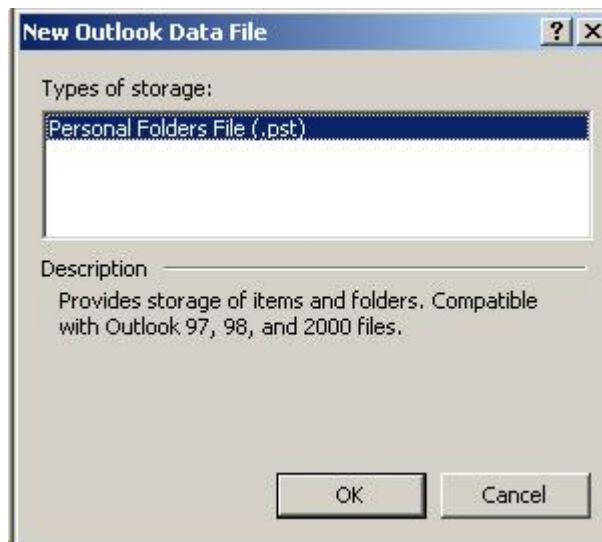 New Outlook Data File
Types of storage:
Personal Folders File (.pst)
Description
Provides storage of items and folders. Compatible
with Outlook 97, 98, and 2000 files.
OK
Cancel